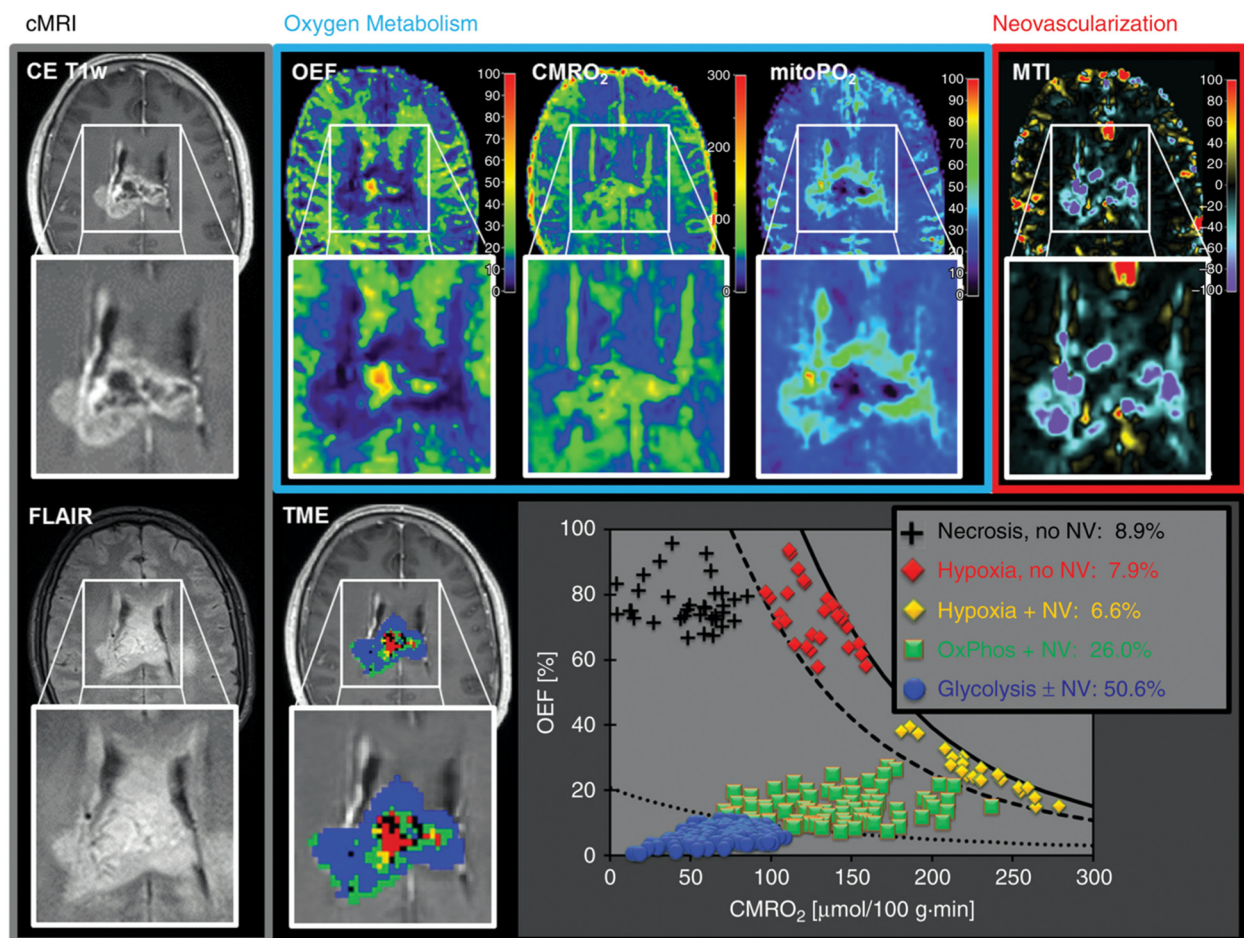 cMRI
Oxygen Metabolism
Neovascularization
CE T1w
OEF
100
90
80
70
60
50
40
30
20
10
0
CMRO₂
300
200
100
0
mitoPO₂
100
90
80
70
60
50
40
30
20
10
0
MTI
100
80
60
40
20
0
−20
−40
−60
−80
−100
FLAIR
TME
OEF [%]
100
80
60
40
20
0
Necrosis, no NV: 8.9%
Hypoxia, no NV: 7.9%
Hypoxia + NV: 6.6%
OxPhos + NV: 26.0%
Glycolysis ± NV: 50.6%
0 50 100 150 200 250 300
CMRO₂ [µmol/100 g·min]